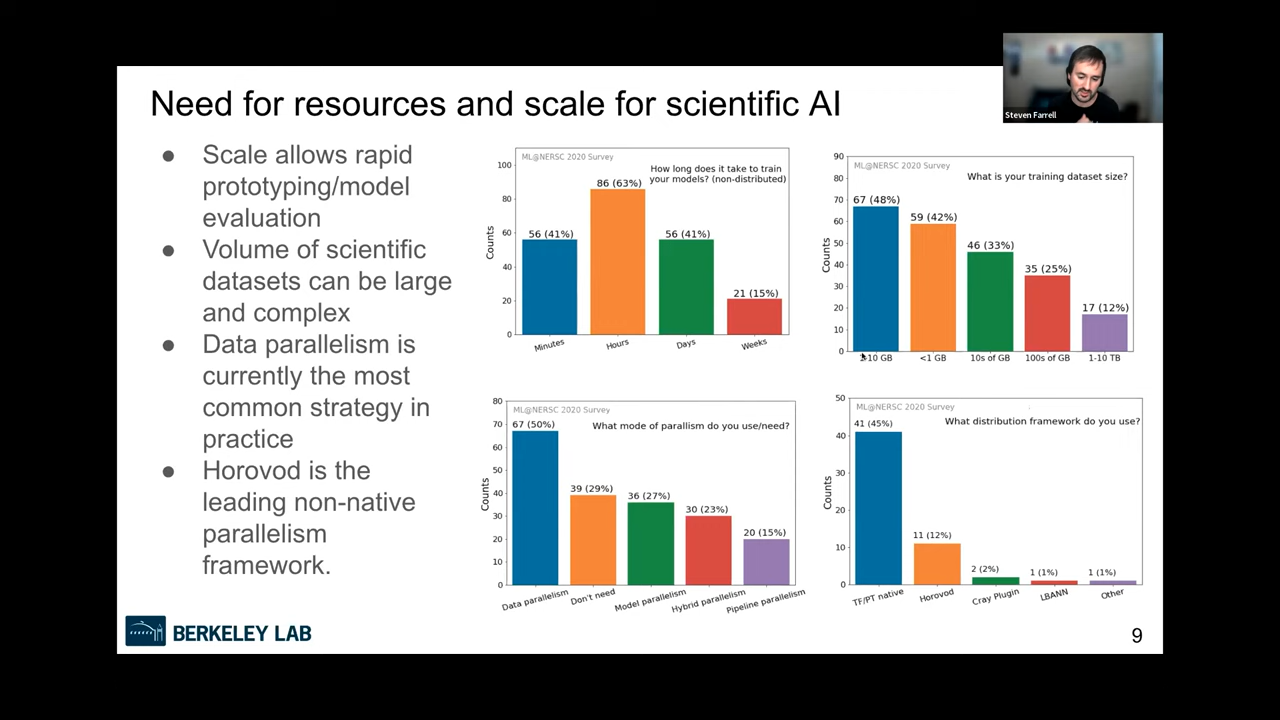 Steven Farrell
Need for resources and scale for scientific AI
● Scale allows rapid
prototyping/model
evaluation
● Volume of scientific
datasets can be large
and complex
● Data parallelism is
currently the most
common strategy in
practice
● Horovod is the
leading non-native
parallelism
framework.
ML@NERSC 2020 Survey
How long does it take to train
your models? (non-distributed)
Counts
100
80
60
40
20
0
56 (41%)
86 (63%)
56 (41%)
21 (15%)
Minutes
Hours
Days
Weeks
ML@NERSC 2020 Survey
What is your training dataset size?
Counts
90
80
70
60
50
40
30
20
10
0
67 (48%)
59 (42%)
46 (33%)
35 (25%)
17 (12%)
10 GB
<1 GB
10s of GB
100s of GB
1-10 TB
ML@NERSC 2020 Survey
What mode of parallism do you use/need?
Counts
80
70
60
50
40
30
20
10
0
67 (50%)
39 (29%)
36 (27%)
30 (23%)
20 (15%)
Data parallelism
Don't need
Model parallelism
Hybrid parallelism
Pipeline parallelism
ML@NERSC 2020 Survey
What distribution framework do you use?
Counts
50
40
30
20
10
0
41 (45%)
11 (12%)
2 (2%)
1 (1%)
1 (1%)
TF/PT native
Horovod
Cray Plugin
LBANN
Other
BERKELEY LAB
9